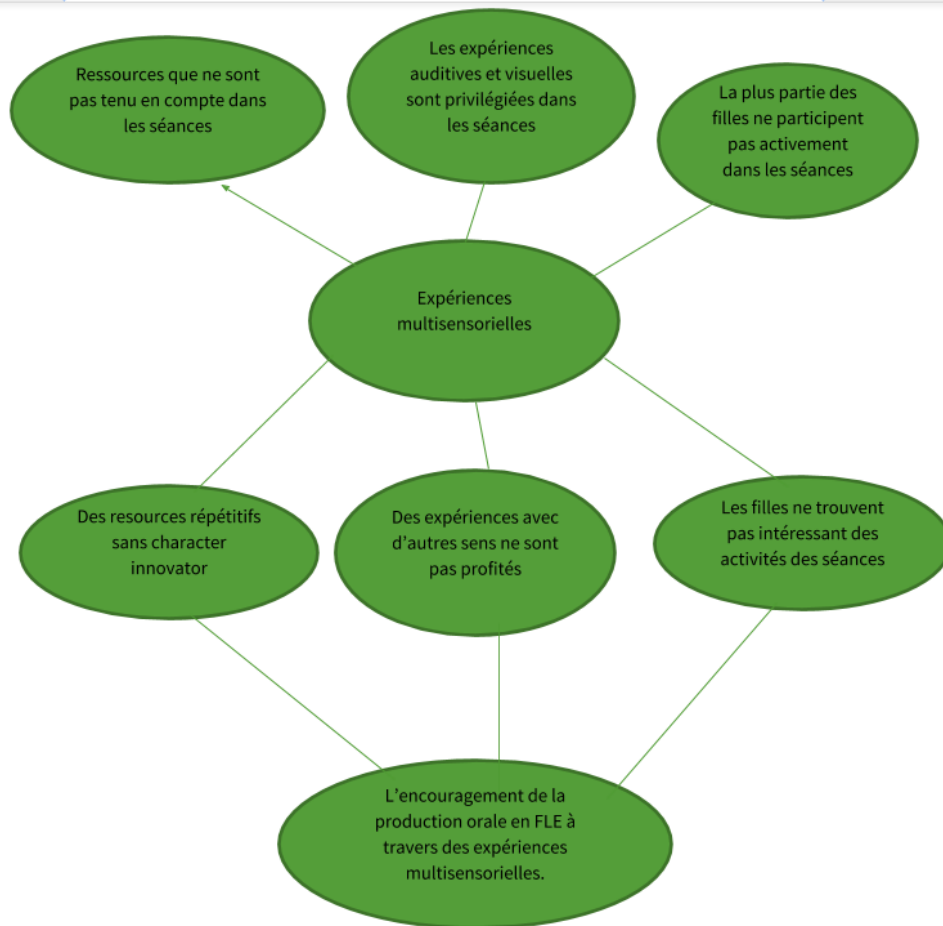 Ressources que ne sont
pas tenu en compte dans
les séances
Les expériences
auditives et visuelles
sont privilégiées dans
les séances
La plus partie des
filles ne participent
pas activement
dans les séances
Expériences
multisensorielles
Des resources répétitifs
sans character
innovator
Des expériences avec
d'autres sens ne sont
pas profités
Les filles ne trouvent
pas intéressant des
activités des séances
L'encouragement de la
production orale en FLE à
travers des expériences
multisensorielles.